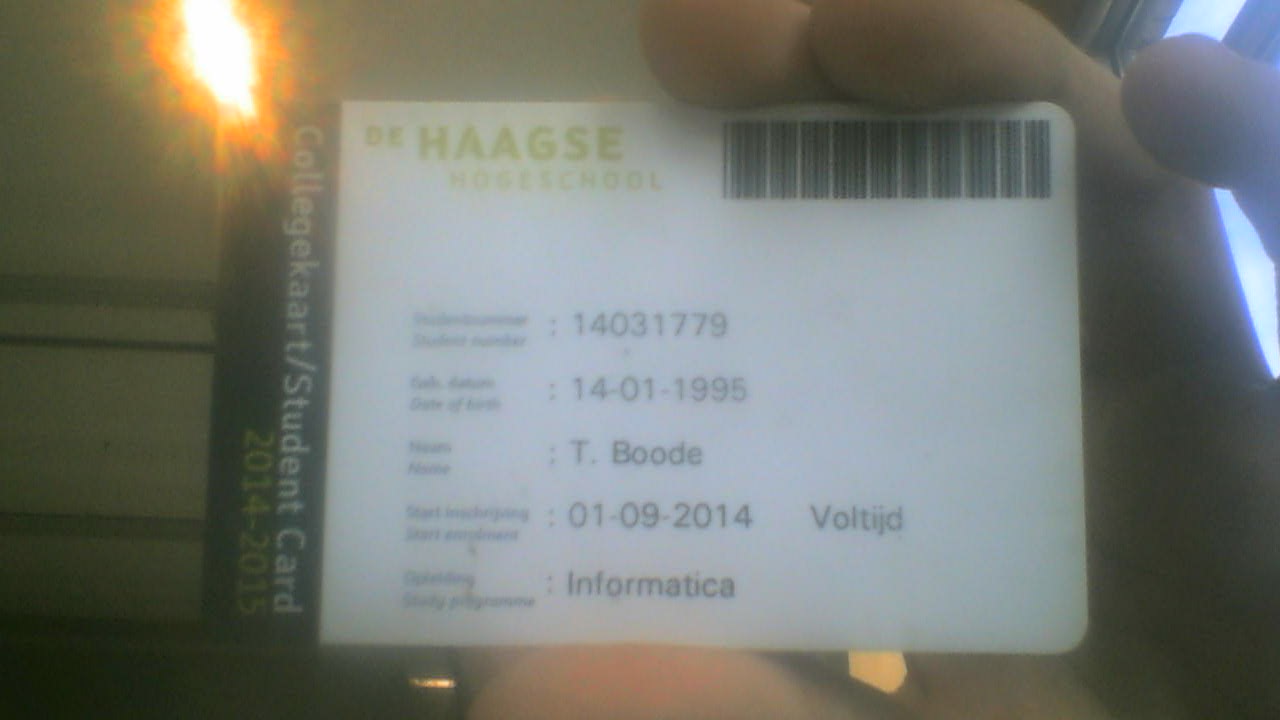 DE HAAGSE
HOGESCHOOL
Collegekaart/Student Card
2014-2015
Studentnummer : 14031779
Student number
Geb. datum : 14-01-1995
Date of birth
Naam : T. Boode
Name
Start inschrijving : 01-09-2014 Voltijd
Start enrolment
Opleiding : Informatica
Study programme